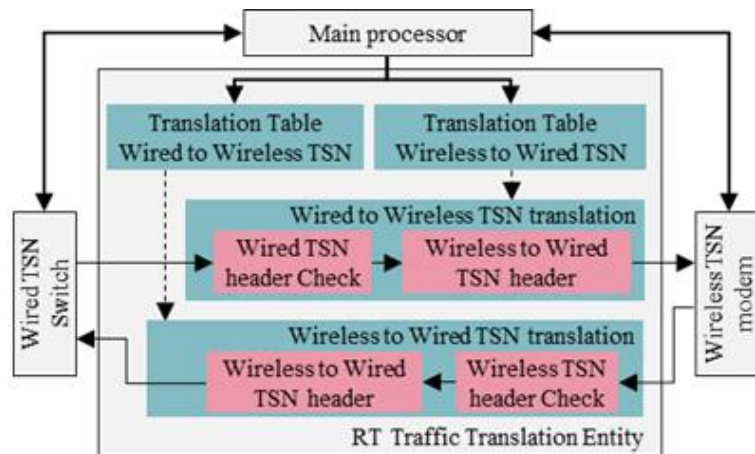 Main processor
Translation Table
Wired to Wireless TSN
Translation Table
Wireless to Wired TSN
Wired to Wireless TSN translation
Wired TSN
header Check
Wireless to Wired
TSN header
Wired TSN
Switch
Wireless TSN
modem
Wireless to Wired TSN translation
Wireless to Wired
TSN header
Wireless TSN
header Check
RT Traffic Translation Entity